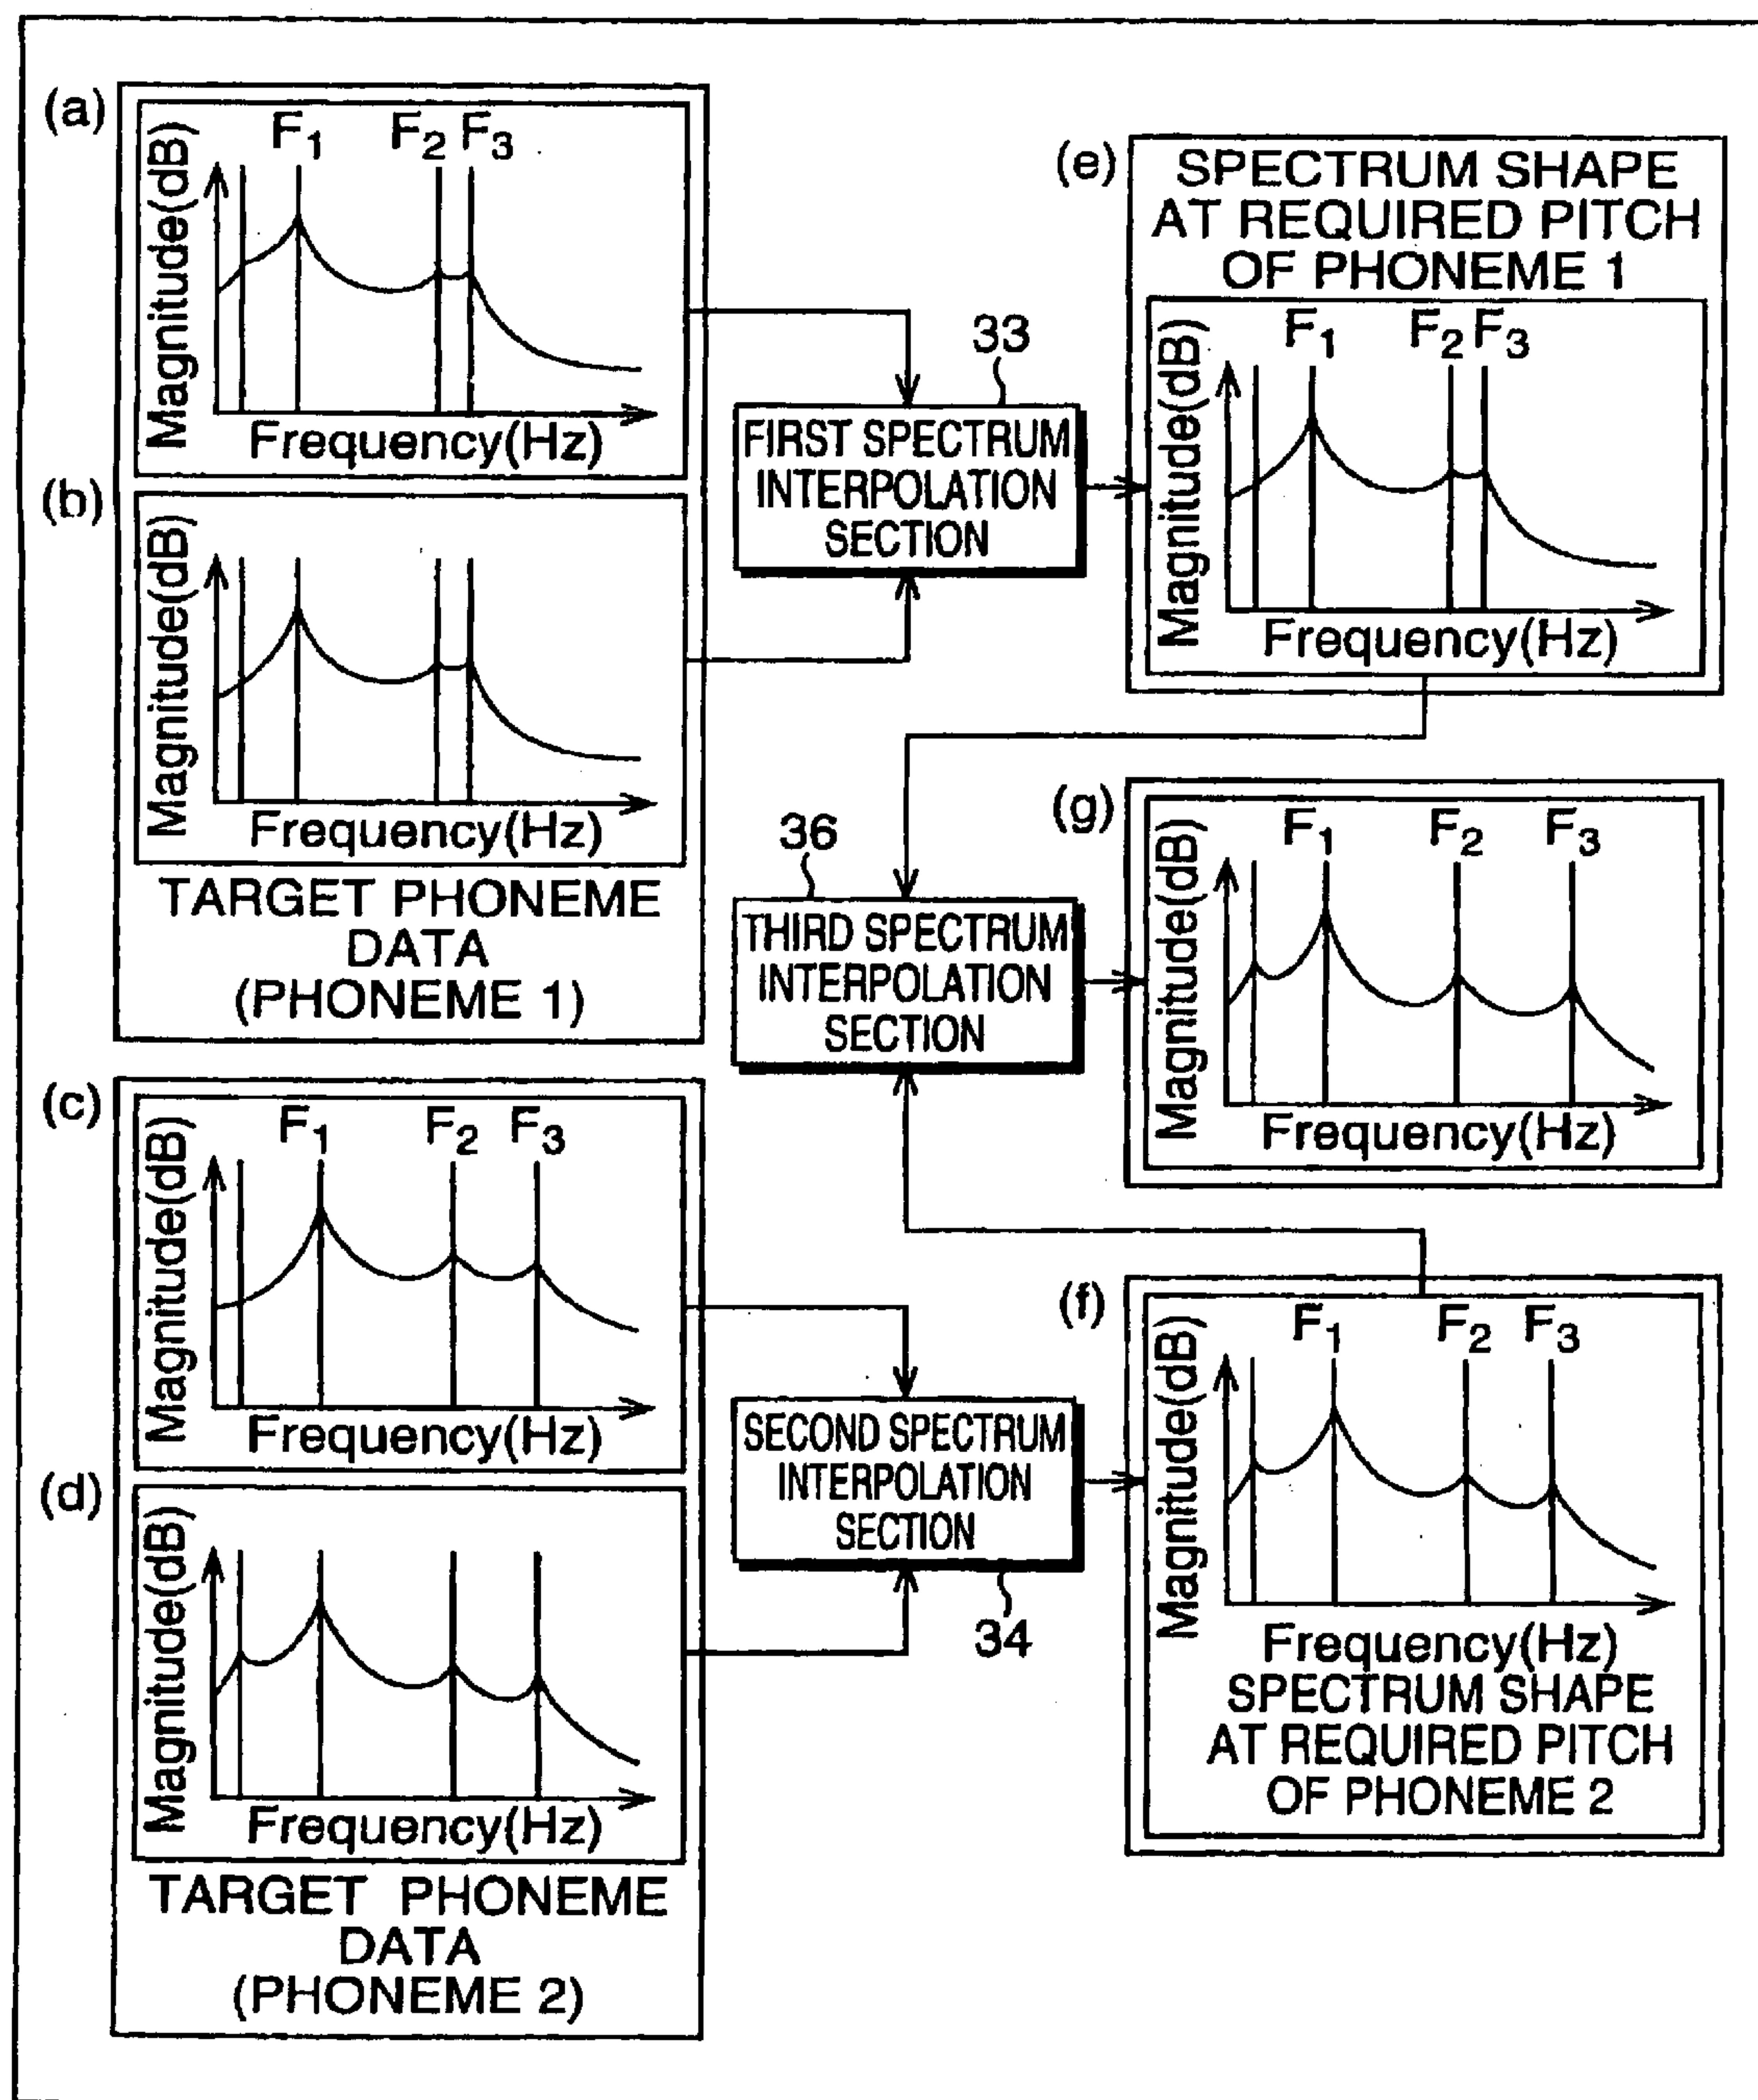 (a)
F1 F2 F3
Magnitude(dB)
Frequency(Hz)
(b)
Magnitude(dB)
Frequency(Hz)
TARGET PHONEME
DATA
(PHONEME 1)
(c)
F1 F2 F3
Magnitude(dB)
Frequency(Hz)
(d)
Magnitude(dB)
Frequency(Hz)
TARGET PHONEME
DATA
(PHONEME 2)
33
FIRST SPECTRUM
INTERPOLATION
SECTION
36
THIRD SPECTRUM
INTERPOLATION
SECTION
SECOND SPECTRUM
INTERPOLATION
SECTION
34
(e)
SPECTRUM SHAPE
AT REQUIRED PITCH
OF PHONEME 1
F1 F2 F3
Magnitude(dB)
Frequency(Hz)
(g)
F1 F2 F3
Magnitude(dB)
Frequency(Hz)
(f)
F1 F2 F3
Magnitude(dB)
Frequency(Hz)
SPECTRUM SHAPE
AT REQUIRED PITCH
OF PHONEME 2